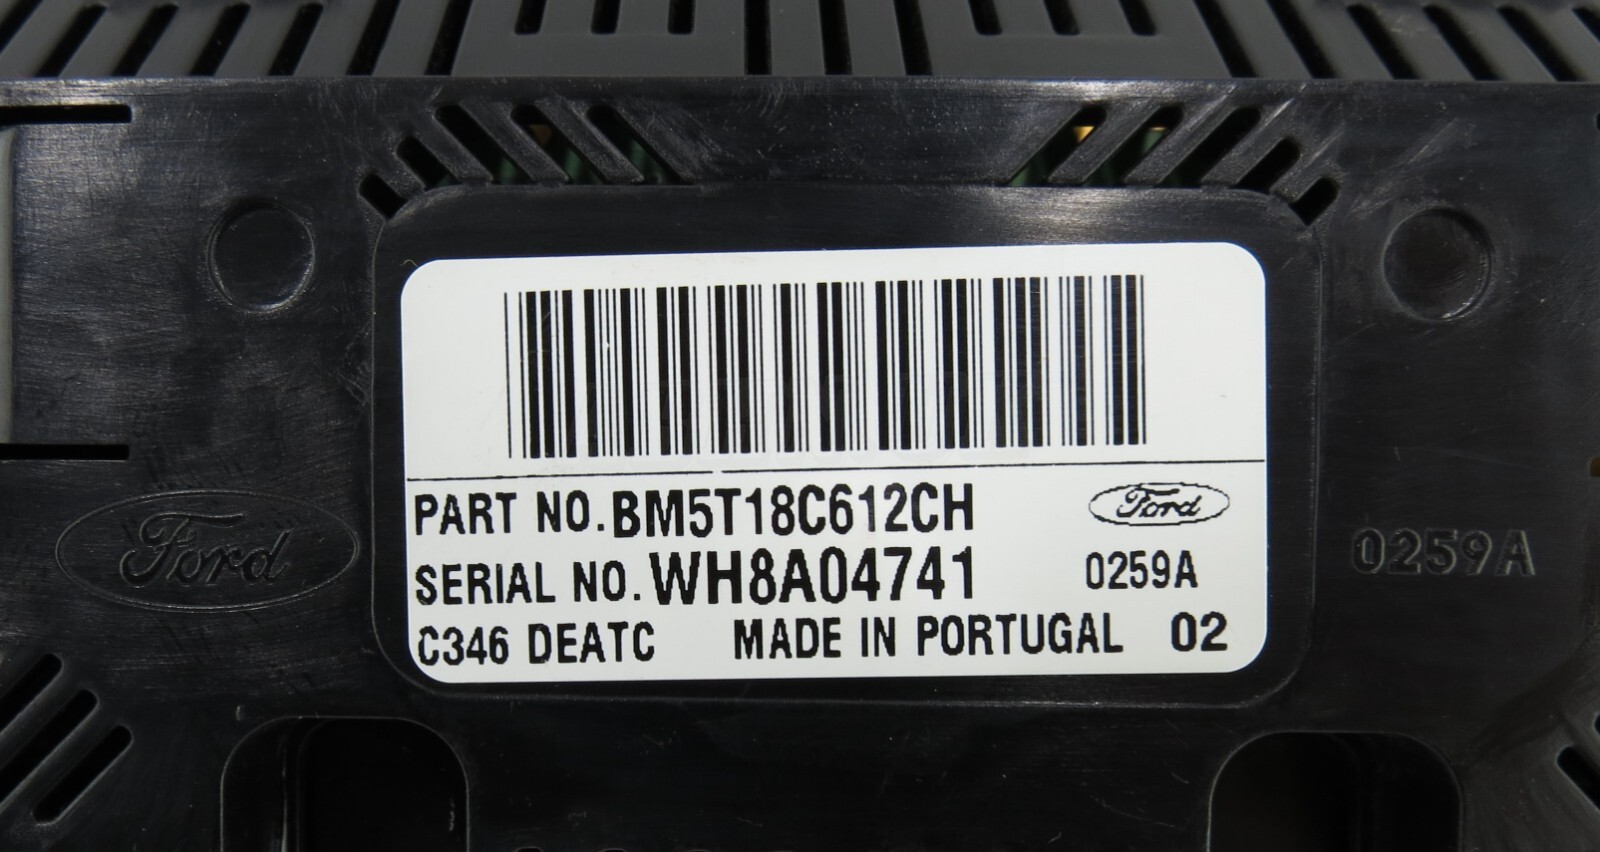 PART NO. BM5T18C612CH
Ford
SERIAL NO. WH8A04741 0259A
C346 DEATC MADE IN PORTUGAL 02
Ford
0259A